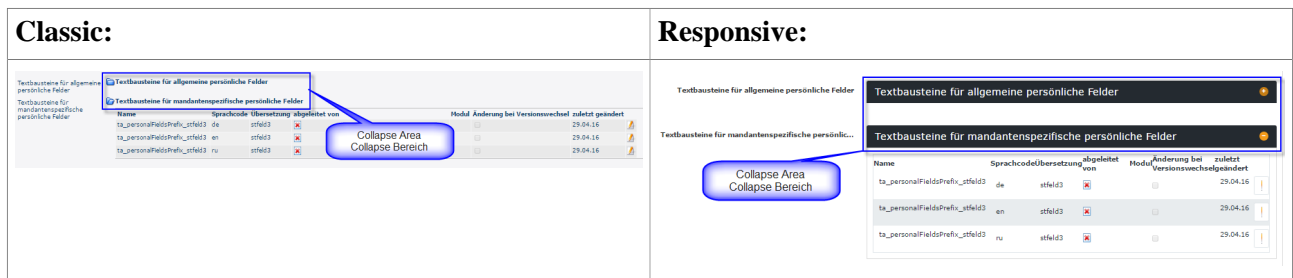 Classic:
Responsive:
Textbausteine für allgemeine persönliche Felder
Textbausteine für allgemeine persönliche Felder
Textbausteine für mandantenspezifische persönliche Felder
Textbausteine für mandantenspezifische persönliche Felder
Name Sprachcode Übersetzung abgeleitet von Modul Änderung bei Versionswechsel zuletzt geändert
ta_personalFieldsPrefix_stfeld3 de stfeld3 29.04.16
ta_personalFieldsPrefix_stfeld3 en stfeld3 29.04.16
ta_personalFieldsPrefix_stfeld3 ru stfeld3 29.04.16
Collapse Area
Collapse Bereich
Textbausteine für allgemeine persönliche Felder
Textbausteine für allgemeine persönliche Felder
Textbausteine für mandantenspezifische persönlic...
Textbausteine für mandantenspezifische persönliche Felder
Collapse Area
Collapse Bereich
Name Sprachcode Übersetzung abgeleitet von Modul Änderung bei Versionswechsel zuletzt geändert
ta_personalFieldsPrefix_stfeld3 de stfeld3 29.04.16
ta_personalFieldsPrefix_stfeld3 en stfeld3 29.04.16
ta_personalFieldsPrefix_stfeld3 ru stfeld3 29.04.16